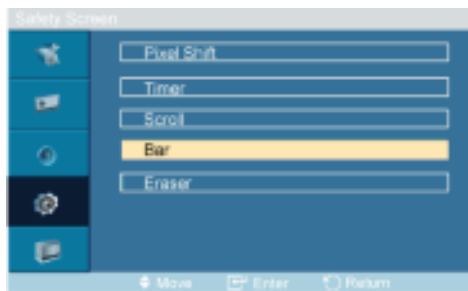 Safety Screen
Pixel Shift
Timer
Scroll
Bar
Eraser
Move Enter Return